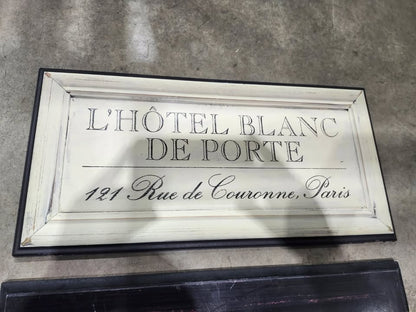 L'HÔTEL BLANC
DE PORTE
121 Rue de Couronne, Paris